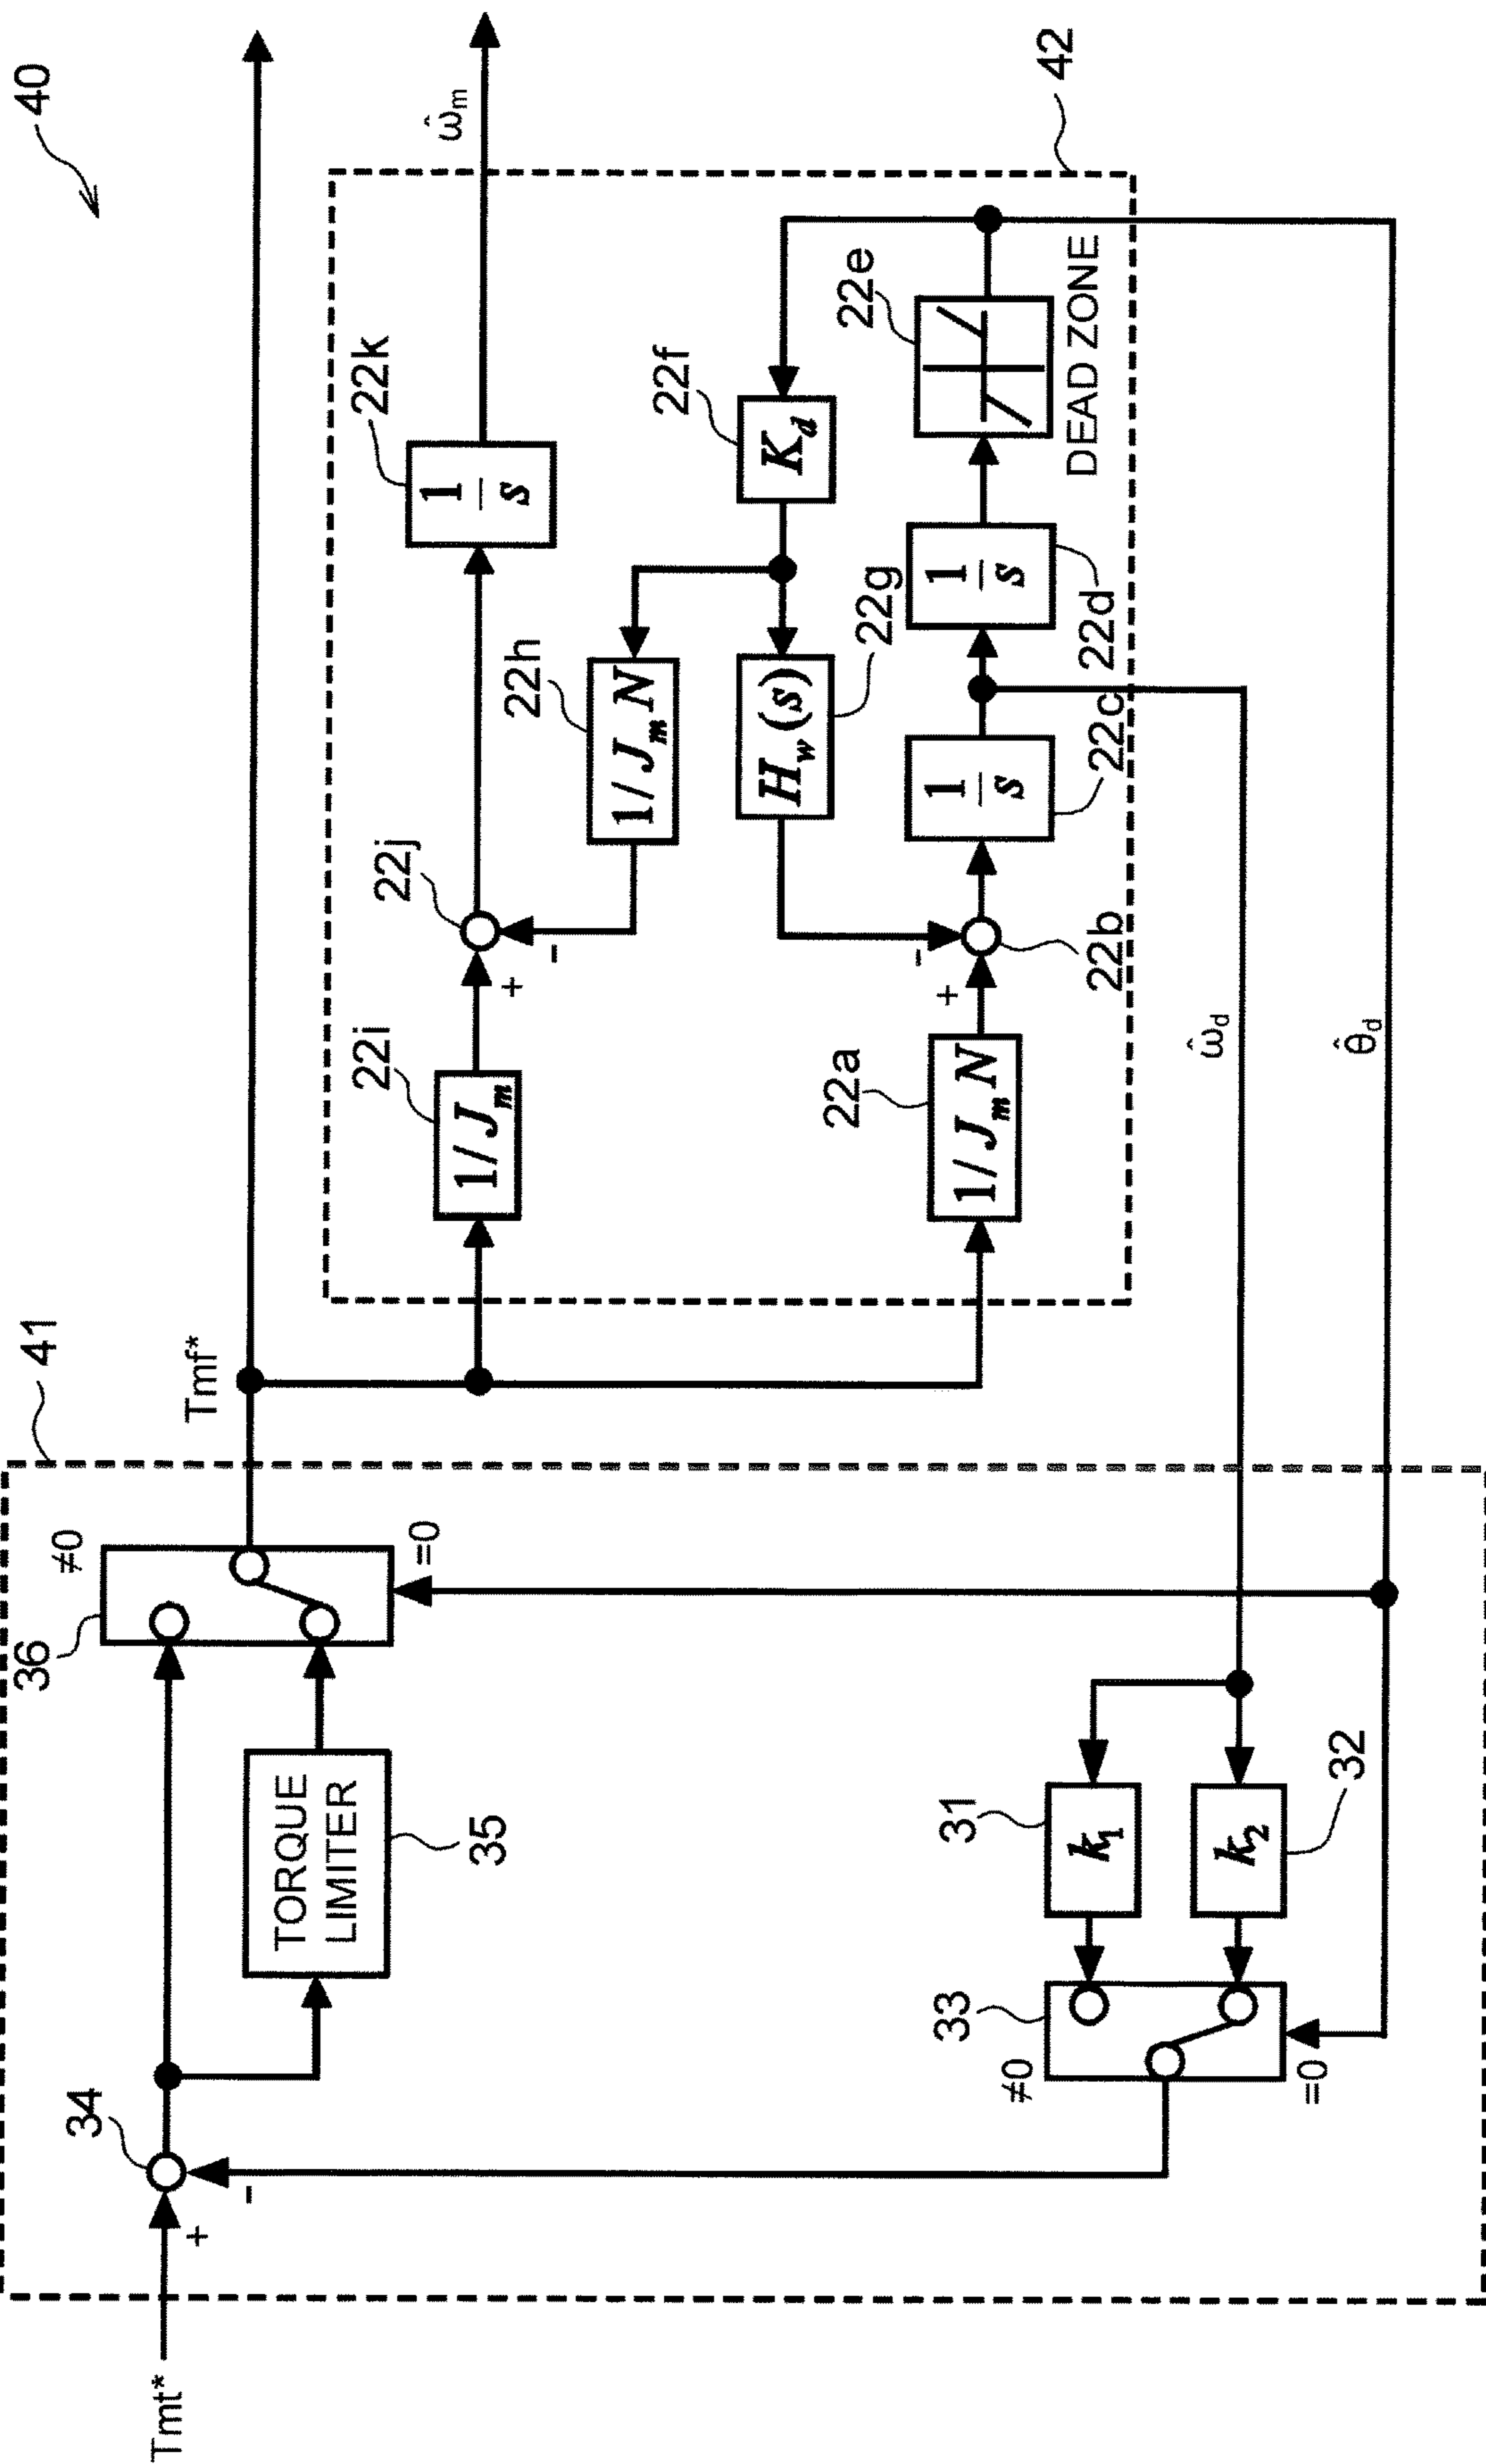 40
41
Tmt*
+
-
34
TORQUE
LIMITER
35
36
≠0
=0
Tmf*
ω̂m
22i
1/JmN
1/Jm
+
-
22j
22k
1/s
22h
1/JmN
22f
Kd
22g
Hw(s)
22a
+
-
22b
22c
1/s
22d
1/s
22e
DEAD ZONE
42
33
≠0
=0
31
k1
32
k2
ω̂d
θ̂d